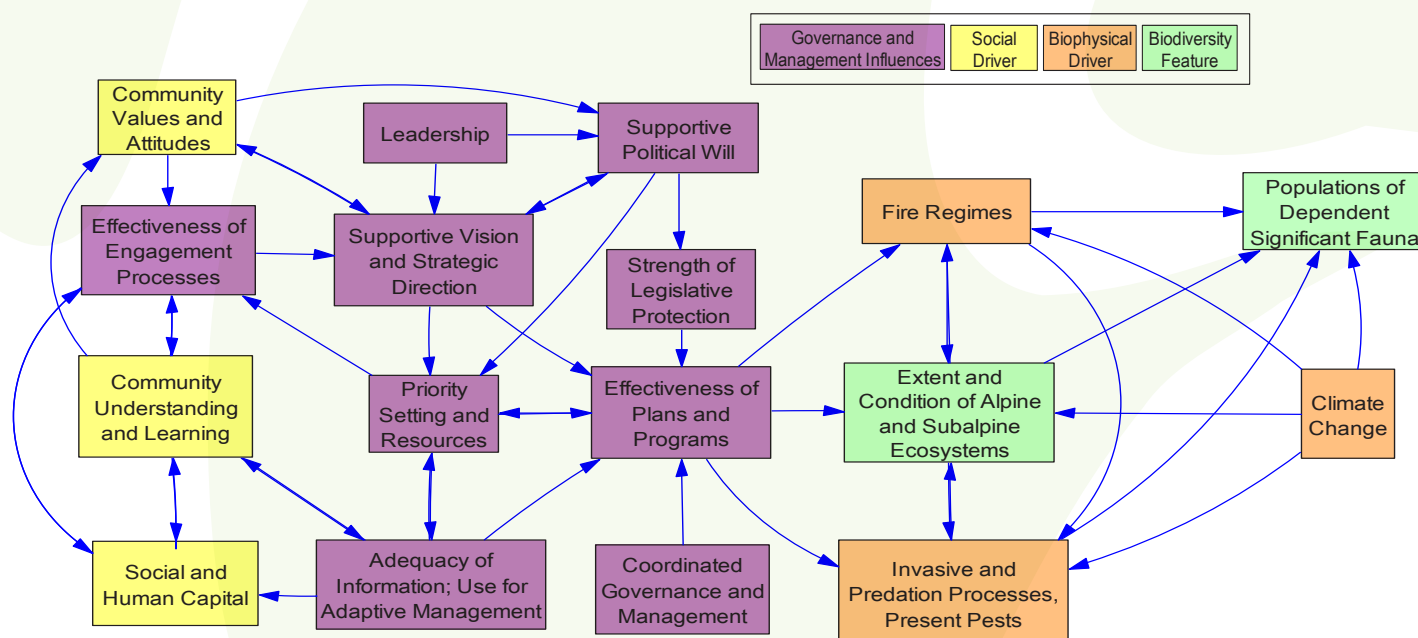 Governance and
Management Influences
Social
Driver
Biophysical
Driver
Biodiversity
Feature
Community
Values and
Attitudes
Leadership
Supportive
Political Will
Effectiveness of
Engagement
Processes
Supportive Vision
and Strategic
Direction
Strength of
Legislative
Protection
Fire Regimes
Populations of
Dependent
Significant Fauna
Community
Understanding
and Learning
Priority
Setting and
Resources
Effectiveness of
Plans and
Programs
Extent and
Condition of Alpine
and Subalpine
Ecosystems
Climate
Change
Social and
Human Capital
Adequacy of
Information; Use for
Adaptive Management
Coordinated
Governance and
Management
Invasive and
Predation Processes,
Present Pests